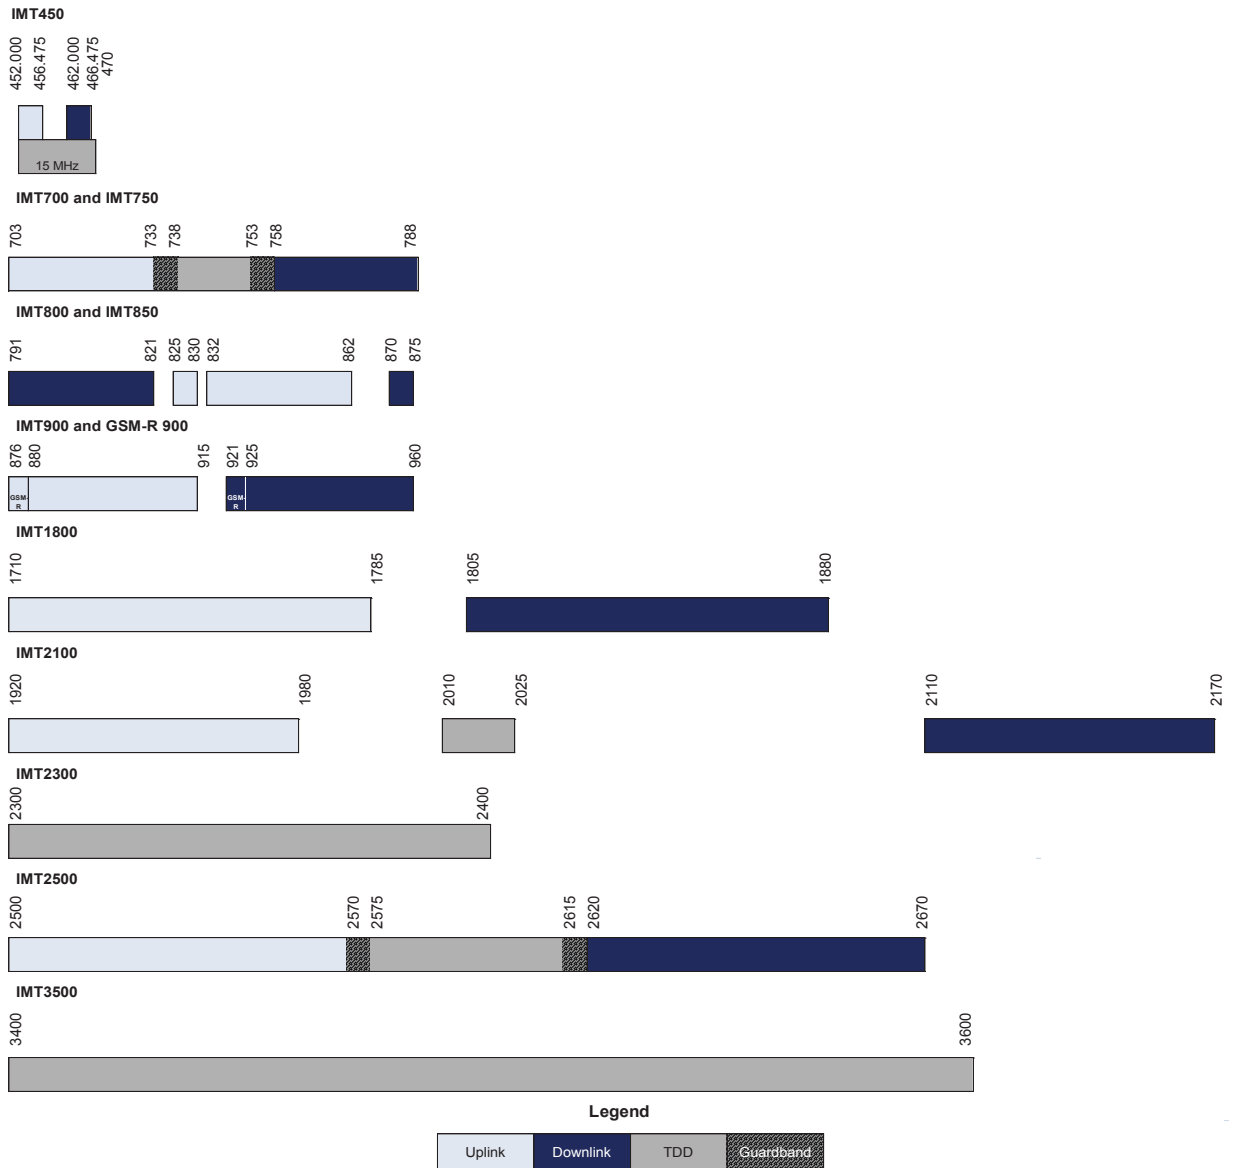 IMT450
452.000 456.475 462.000 466.475 470
15 MHz
IMT700 and IMT750
703 733 738 753 758 788
IMT800 and IMT850
791 821 825 830 832 862 870 875
IMT900 and GSM-R 900
876 880 915 921 925 960
GSM- GSM-
R R
IMT1800
1710 1785 1805 1880
IMT2100
1920 1980 2010 2025 2110 2170
IMT2300
2300 2400
IMT2500
2500 2570 2575 2615 2620 2670
IMT3500
3400 3600
Legend
Uplink Downlink TDD Guardband